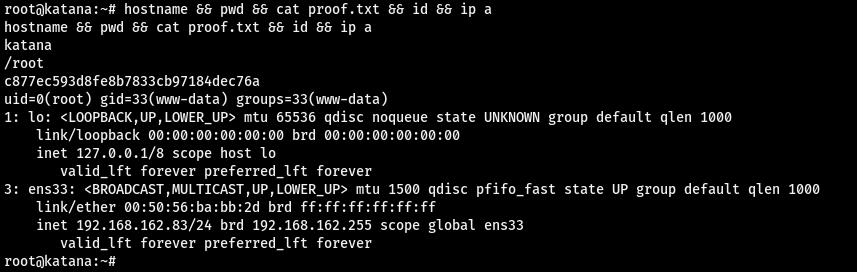 root@katana:~# hostname && pwd && cat proof.txt && id && ip a
hostname && pwd && cat proof.txt && id && ip a
katana
/root
c877ec593d8fe8b7833cb97184dec76a
uid=0(root) gid=33(www-data) groups=33(www-data)
1: lo: <LOOPBACK,UP,LOWER_UP> mtu 65536 qdisc noqueue state UNKNOWN group default qlen 1000
    link/loopback 00:00:00:00:00:00 brd 00:00:00:00:00:00
    inet 127.0.0.1/8 scope host lo
       valid_lft forever preferred_lft forever
3: ens33: <BROADCAST,MULTICAST,UP,LOWER_UP> mtu 1500 qdisc pfifo_fast state UP group default qlen 1000
    link/ether 00:50:56:ba:bb:2d brd ff:ff:ff:ff:ff:ff
    inet 192.168.162.83/24 brd 192.168.162.255 scope global ens33
       valid_lft forever preferred_lft forever
root@katana:~#